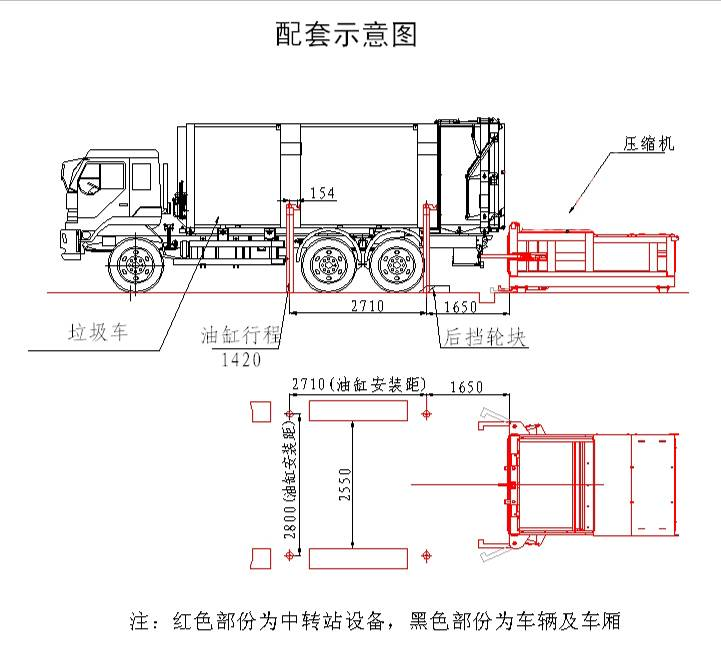 配套示意图
压缩机
154
2710
1650
垃圾车
油缸行程
1420
后挡轮块
2710(油缸安装距)
1650
2800(油缸安装距)
2550
注：红色部份为中转站设备，黑色部份为车辆及车厢